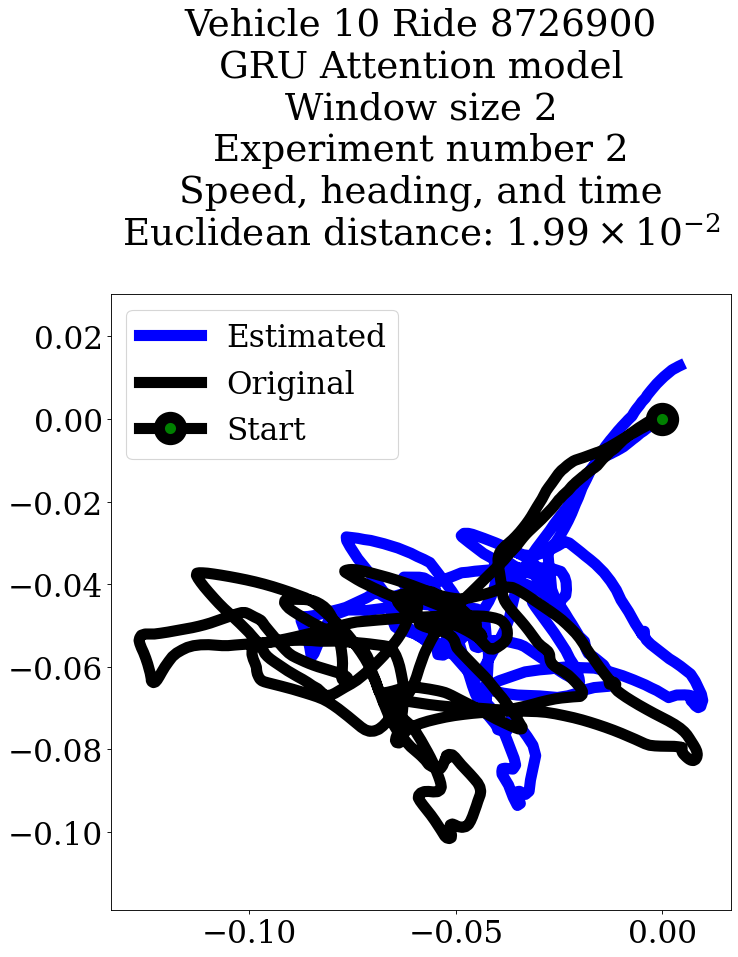 Vehicle 10 Ride 8726900
GRU Attention model
Window size 2
Experiment number 2
Speed, heading, and time
Euclidean distance: 1.99 × 10⁻²
Estimated
Original
Start
0.02
0.00
−0.02
−0.04
−0.06
−0.08
−0.10
−0.10 −0.05 0.00